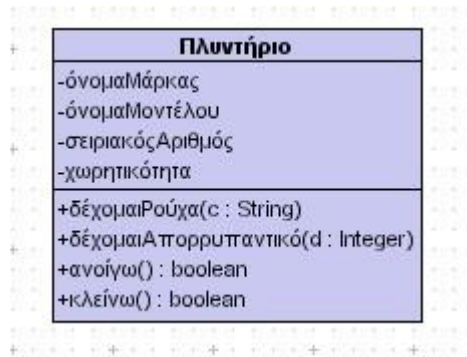 Πλυντήριο
-όνομαΜάρκας
-όνομαΜοντέλου
-σειριακόςΑριθμός
-χωρητικότητα
+δέχομαιΡούχα(c : String)
+δέχομαιΑπορρυπαντικό(d : Integer)
+ανοίγω() : boolean
+κλείνω() : boolean